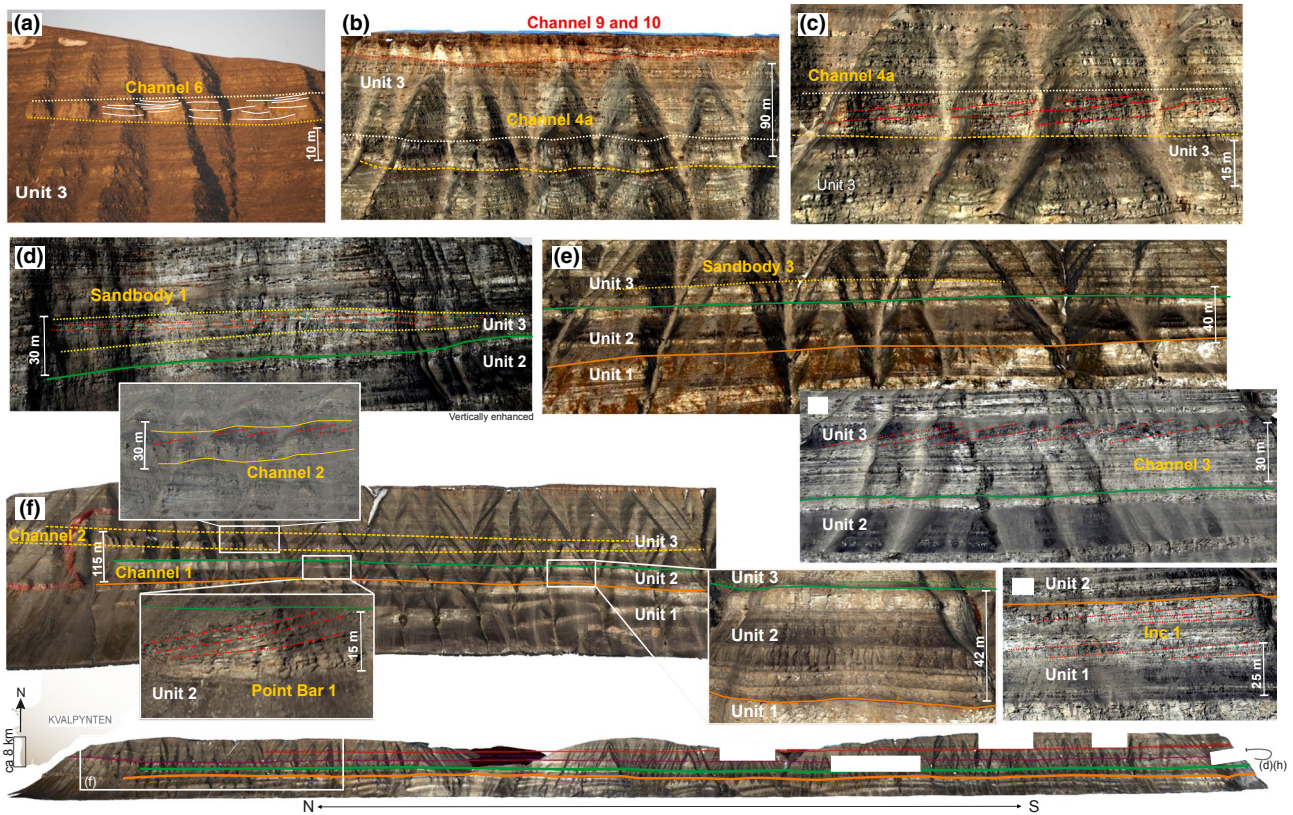 (a)
Channel 6
10 m
Unit 3
(b)
Channel 9 and 10
Unit 3
Channel 4a
90 m
(c)
Channel 4a
Unit 3
Unit 3
15 m
(d)
Sandbody 1
30 m
Unit 3
Unit 2
Vertically enhanced
(e)
Sandbody 3
Unit 3
Unit 2
Unit 1
40 m
30 m
Channel 2
Unit 3
Channel 3
30 m
Unit 2
(f)
Channel 2
115 m
Channel 1
Unit 3
Unit 2
Unit 1
15 m
Unit 2
Point Bar 1
Unit 3
Unit 2
42 m
Unit 1
Unit 2
Inc 1
Unit 1
25 m
N
KVALPYNTEN
ca 8 km
(f)
(d)(h)
N
S